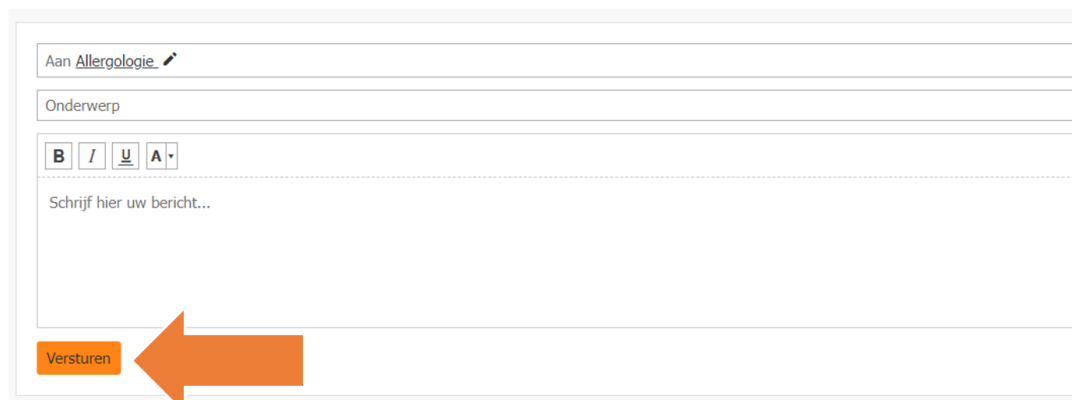 Aan Allergologie
Onderwerp
B I U A
Schrijf hier uw bericht...
Versturen